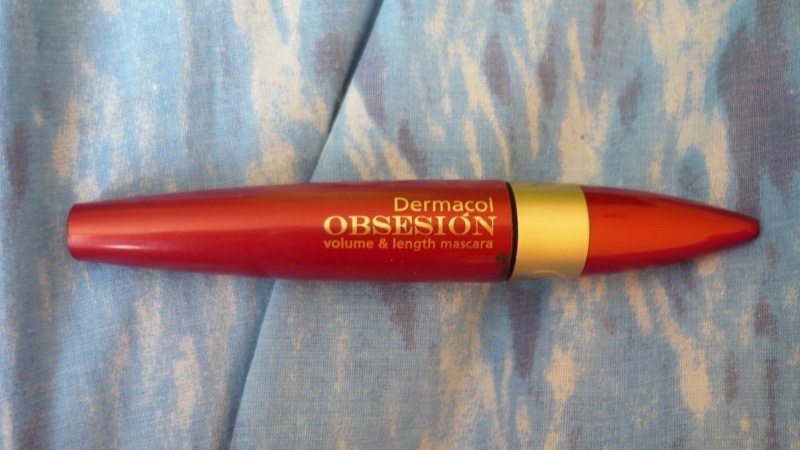 Dermacol
OBSESIÓN
volume & length mascara